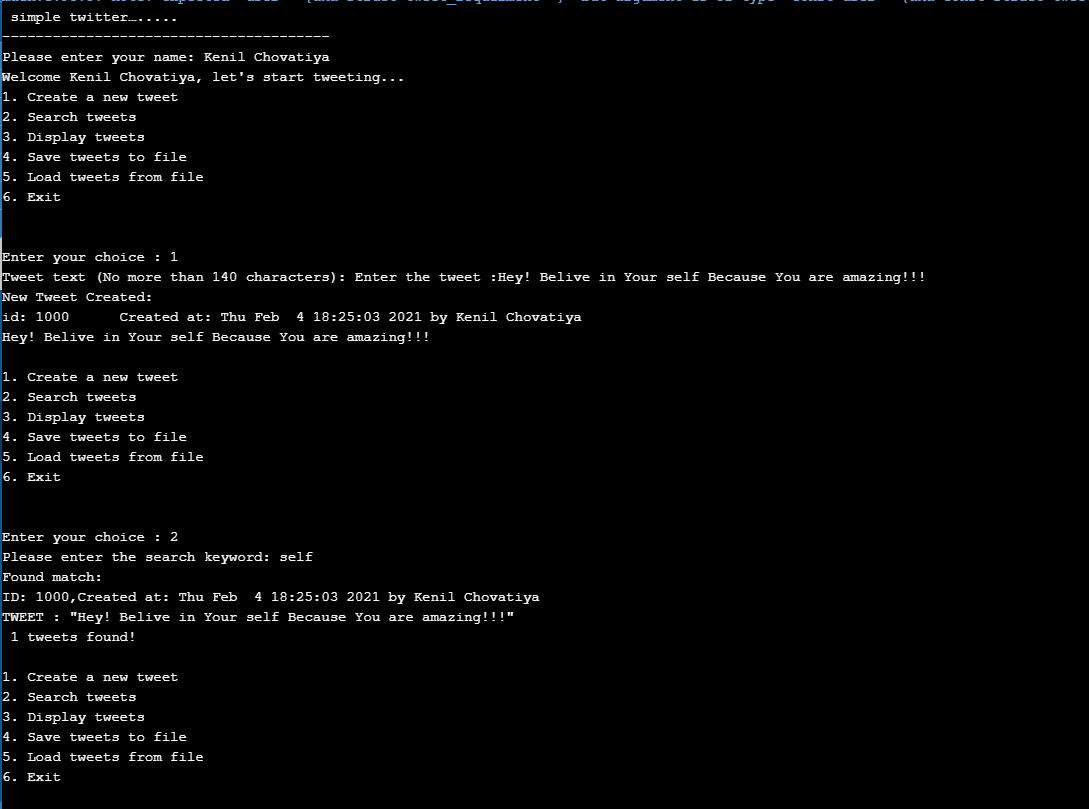 simple twitter….....
---------------------------------------
Please enter your name: Kenil Chovatiya
Welcome Kenil Chovatiya, let's start tweeting...
1. Create a new tweet
2. Search tweets
3. Display tweets
4. Save tweets to file
5. Load tweets from file
6. Exit
Enter your choice : 1
Tweet text (No more than 140 characters): Enter the tweet :Hey! Belive in Your self Because You are amazing!!!
New Tweet Created:
id: 1000      Created at: Thu Feb  4 18:25:03 2021 by Kenil Chovatiya
Hey! Belive in Your self Because You are amazing!!!
1. Create a new tweet
2. Search tweets
3. Display tweets
4. Save tweets to file
5. Load tweets from file
6. Exit
Enter your choice : 2
Please enter the search keyword: self
Found match:
ID: 1000,Created at: Thu Feb  4 18:25:03 2021 by Kenil Chovatiya
TWEET : "Hey! Belive in Your self Because You are amazing!!!"
 1 tweets found!
1. Create a new tweet
2. Search tweets
3. Display tweets
4. Save tweets to file
5. Load tweets from file
6. Exit